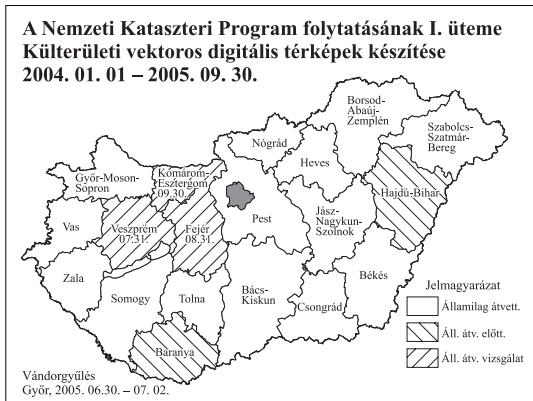 A Nemzeti Kataszteri Program folytatásának I. üteme
Külterületi vektoros digitális térképek készítése
2004. 01. 01 – 2005. 09. 30.
Borsod-
Abaúj-
Zemplén
Szabolcs-
Szatmár-
Bereg
Nógrád
Heves
Győr-Moson-
Sopron
Komárom-
Esztergom
09.30.
Hajdú-Bihar
Vas
Veszprém
07.31.
Fejér
08.31.
Pest
Jász-
Nagykun-
Szolnok
Zala
Somogy
Tolna
Bács-
Kiskun
Csongrád
Békés
Baranya
Jelmagyarázat
Államilag átvett.
Áll. átv. előtt.
Áll. átv. vizsgálat
Vándorgyűlés
Győr, 2005. 06.30. – 07. 02.